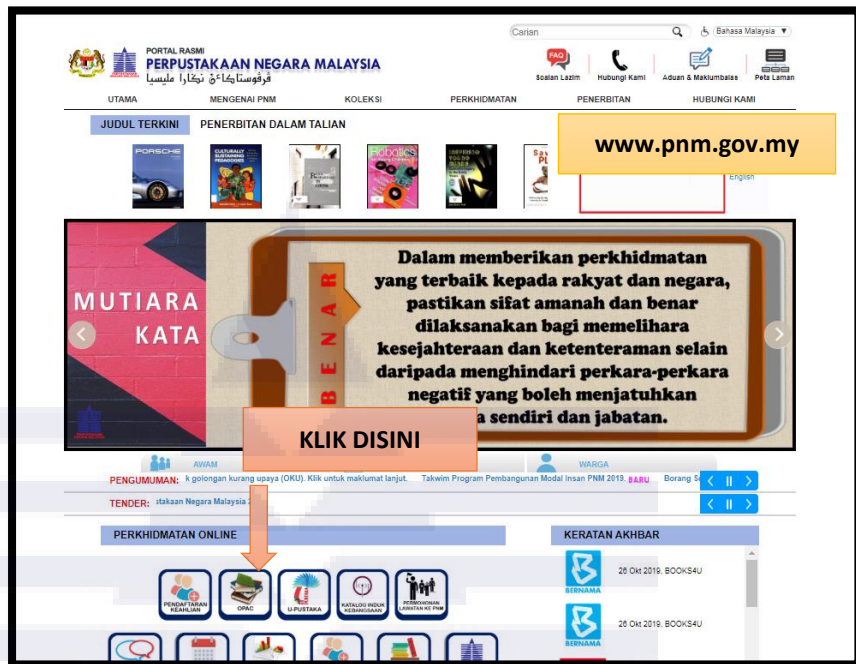 Carian
Bahasa Malaysia
PORTAL RASMI
PERPUSTAKAAN NEGARA MALAYSIA
FAQ
Soalan Lazim
Hubungi Kami
Aduan & Maklumbalas
Peta Laman
UTAMA
MENGENAI PNM
KOLEKSI
PERKHIDMATAN
PENERBITAN
HUBUNGI KAMI
JUDUL TERKINI
PENERBITAN DALAM TALIAN
www.pnm.gov.my
English
PORSCHE
CULTURALLY
SUSTAINING
PEDAGOGIES
Robotics
MUTIARA
KATA
BENAR
Dalam memberikan perkhidmatan
yang terbaik kepada rakyat dan negara,
pastikan sifat amanah dan benar
dilaksanakan bagi memelihara
kesejahteraan dan ketenteraman selain
daripada menghindari perkara-perkara
negatif yang boleh menjatuhkan
sendiri dan jabatan.
KLIK DISINI
AWAM
WARGA
PENGUMUMAN: k golongan kurang upaya (OKU). Klik untuk maklumat lanjut. Takwim Program Pembangunan Modal Insan PNM 2019. BARU Borang
TENDER: Negara Malaysia
PERKHIDMATAN ONLINE
KERATAN AKHBAR
PENDAFTARAN
KEAHLIAN
OPAC
U-PUSTAKA
KATALOG INDUK
KEBANGSAAN
PERMOHONAN
LAWATAN KE PNM
BERNAMA
26 Okt 2019, BOOKS4U
BERNAMA
26 Okt 2019, BOOKS4U